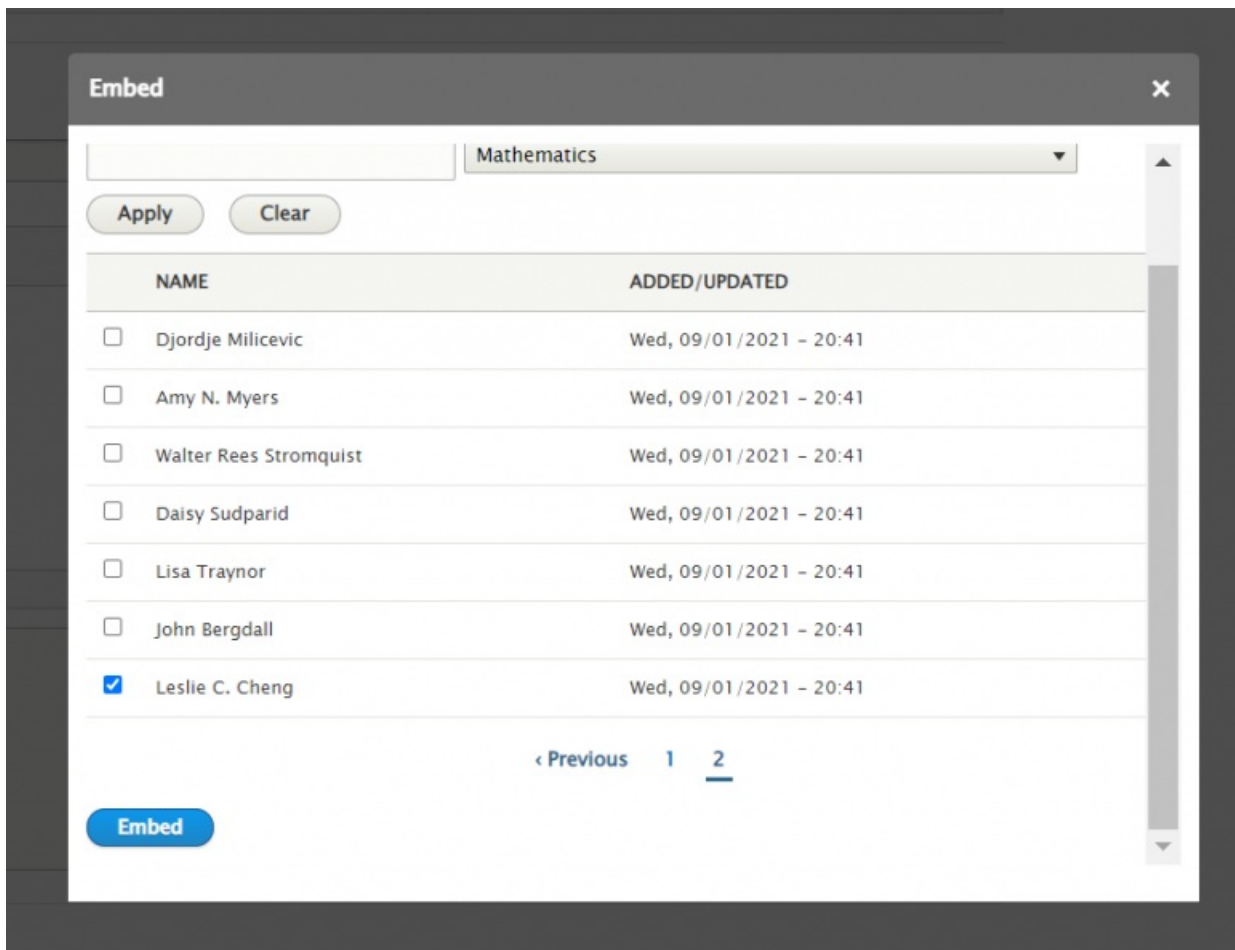 Embed
Mathematics
Apply Clear
NAME ADDED/UPDATED
Djordje Milicevic Wed, 09/01/2021 – 20:41
Amy N. Myers Wed, 09/01/2021 – 20:41
Walter Rees Stromquist Wed, 09/01/2021 – 20:41
Daisy Sudparid Wed, 09/01/2021 – 20:41
Lisa Traynor Wed, 09/01/2021 – 20:41
John Bergdall Wed, 09/01/2021 – 20:41
Leslie C. Cheng Wed, 09/01/2021 – 20:41
‹ Previous 1 2
Embed